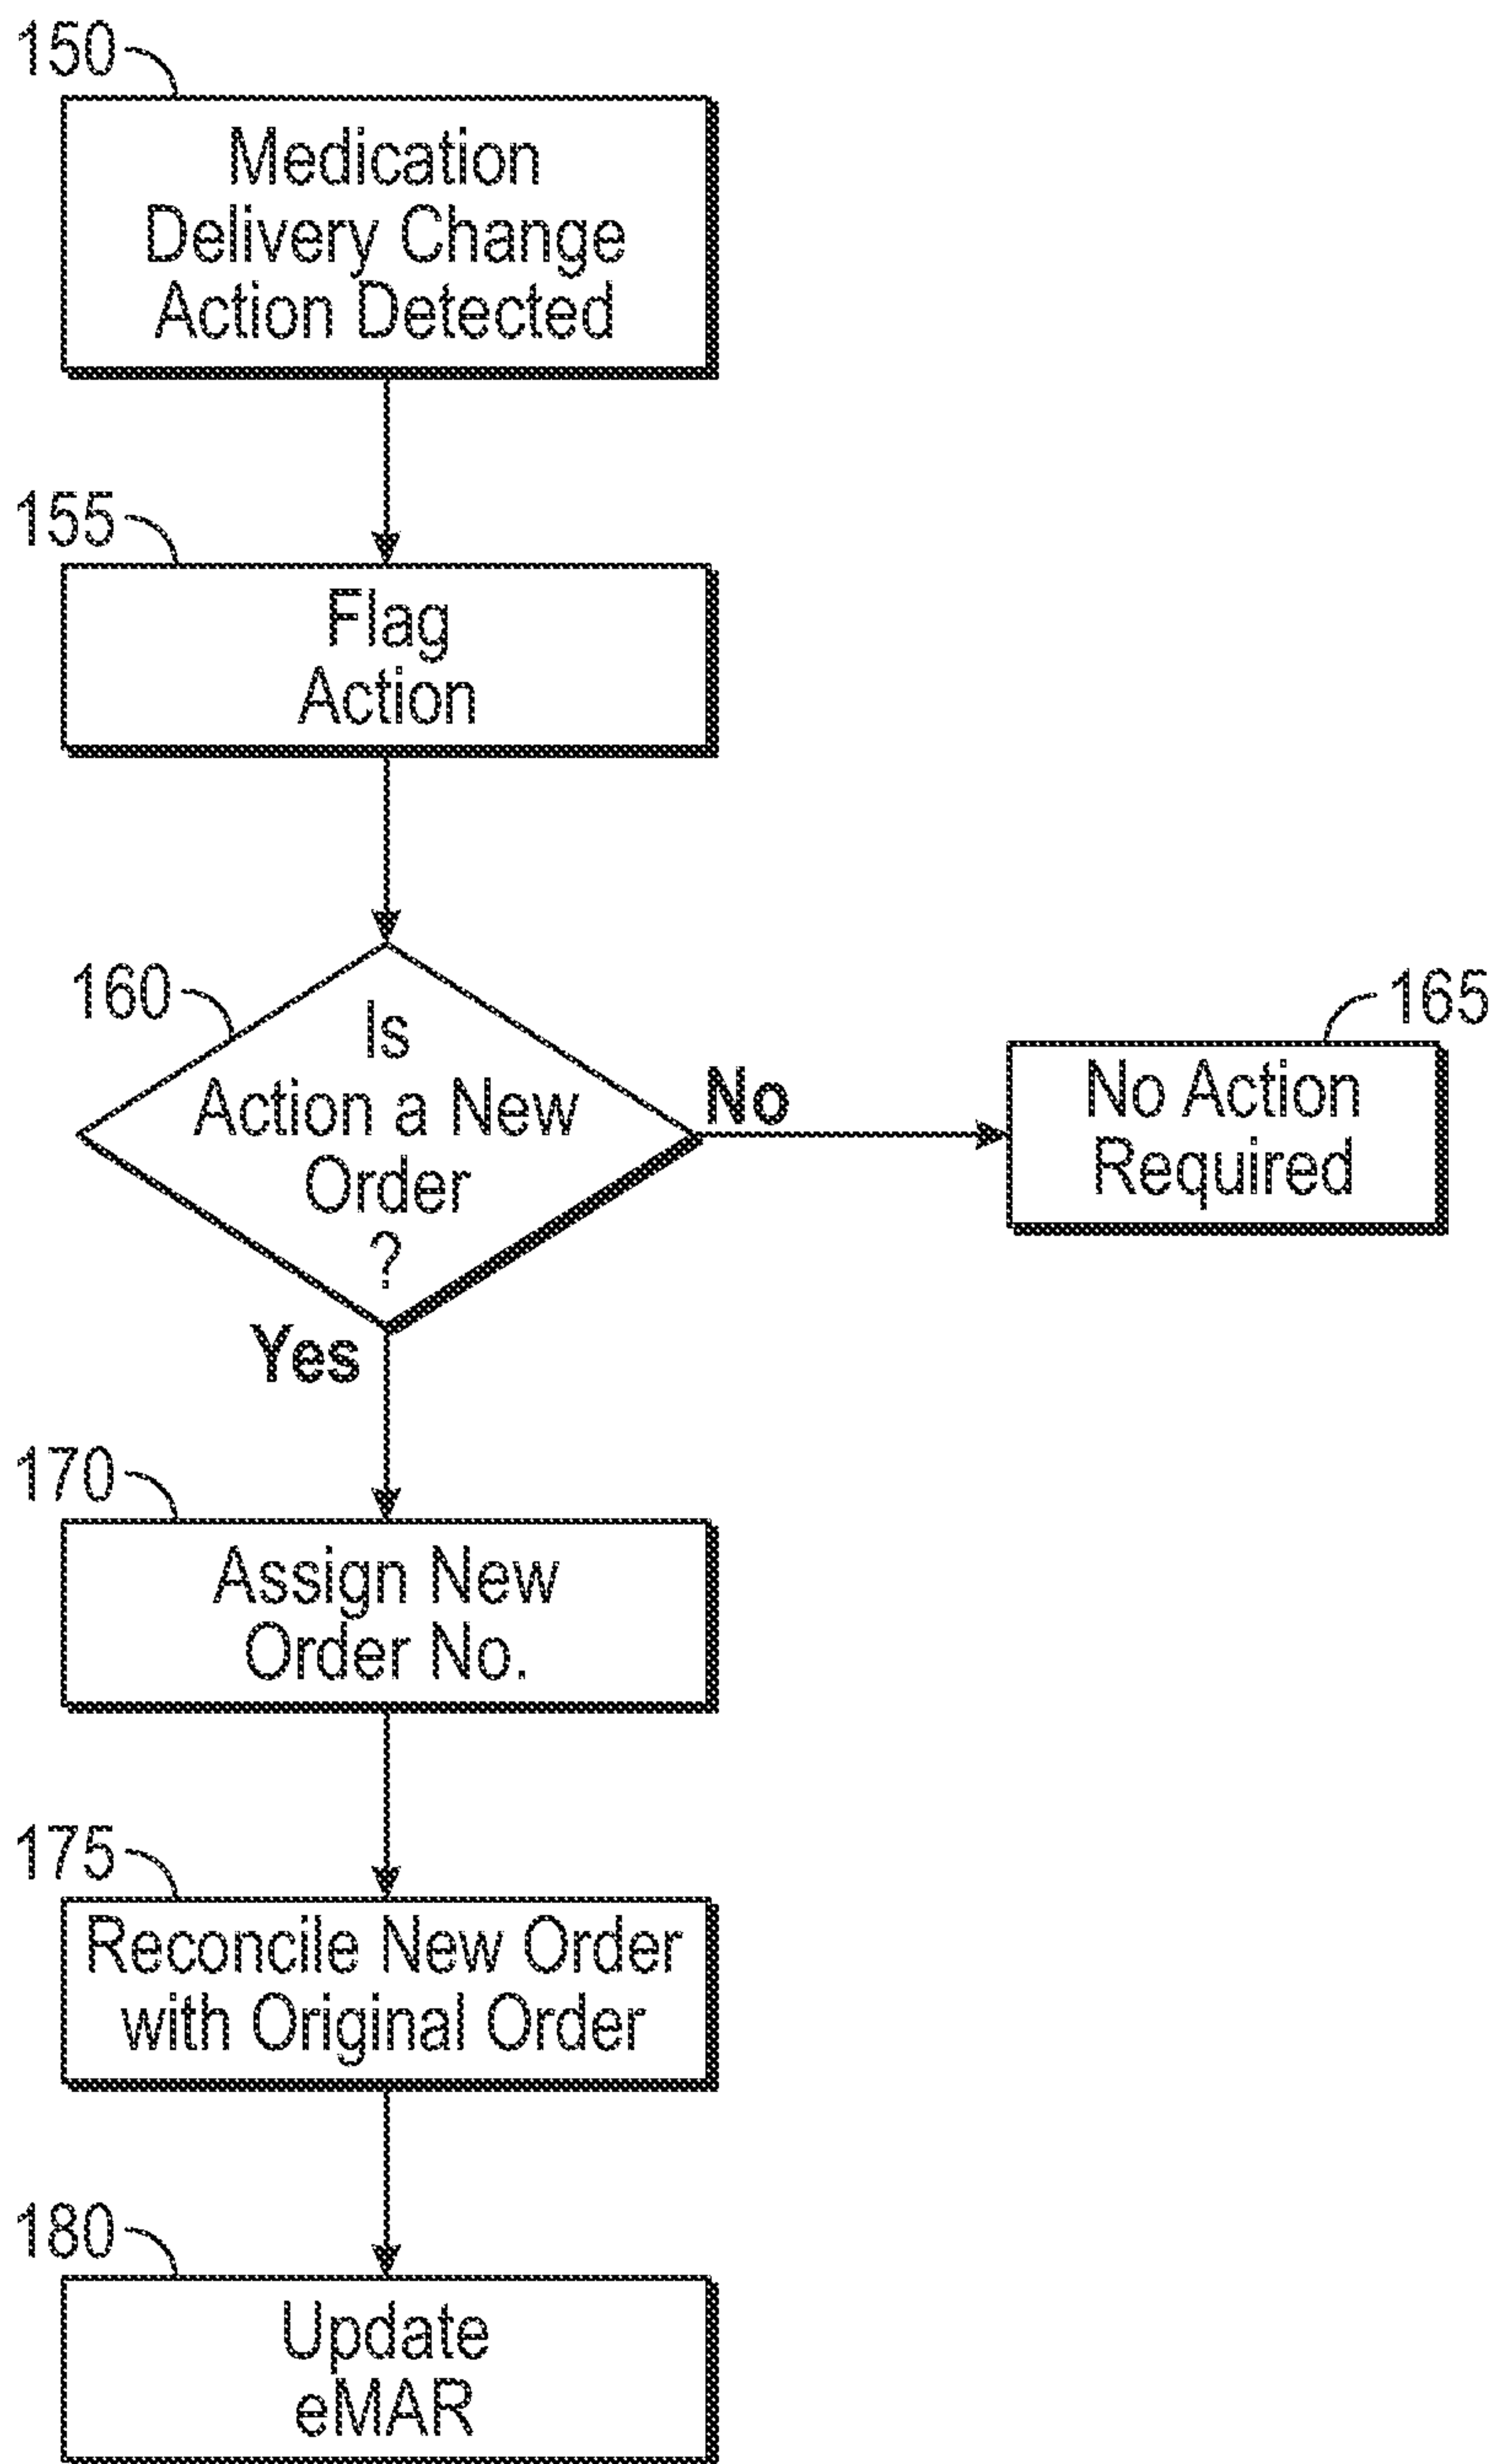 150
Medication
Delivery Change
Action Detected
155
Flag
Action
160
Is
Action a New
Order
?
No
165
No Action
Required
Yes
170
Assign New
Order No.
175
Reconcile New Order
with Original Order
180
Update
eMAR